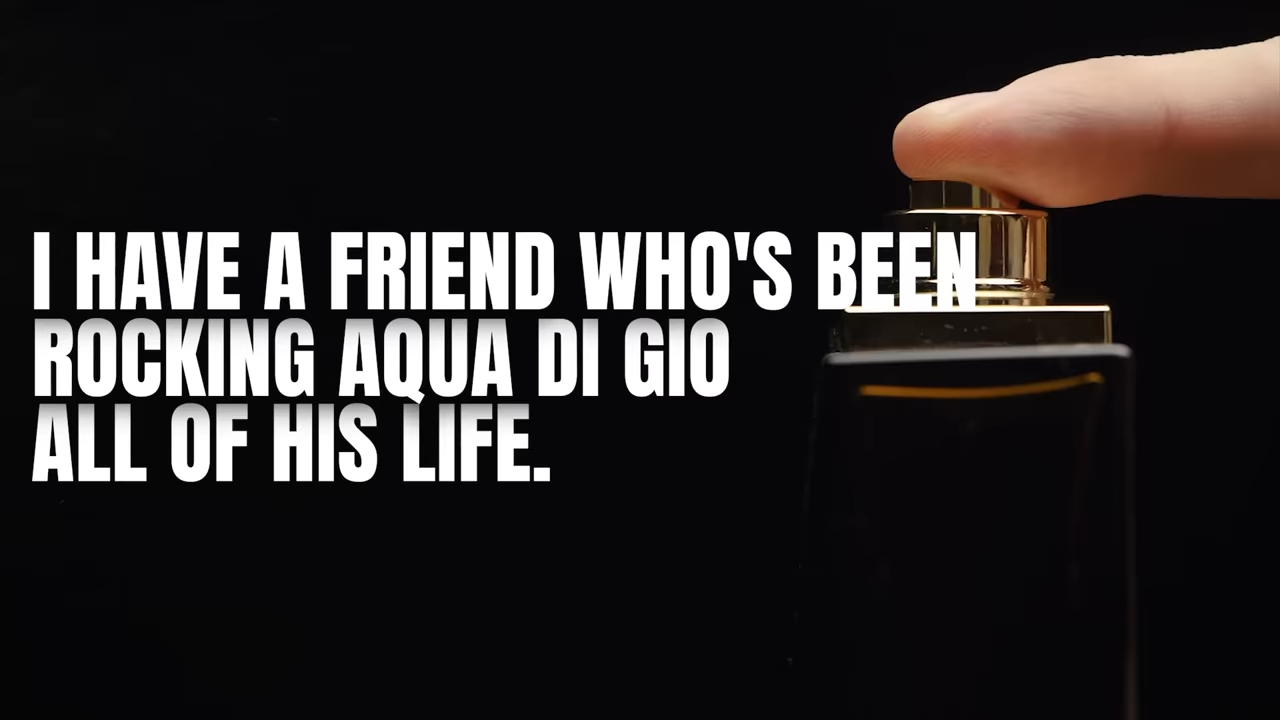 I HAVE A FRIEND WHO'S BEEN
ROCKING AQUA DI GIO
ALL OF HIS LIFE.